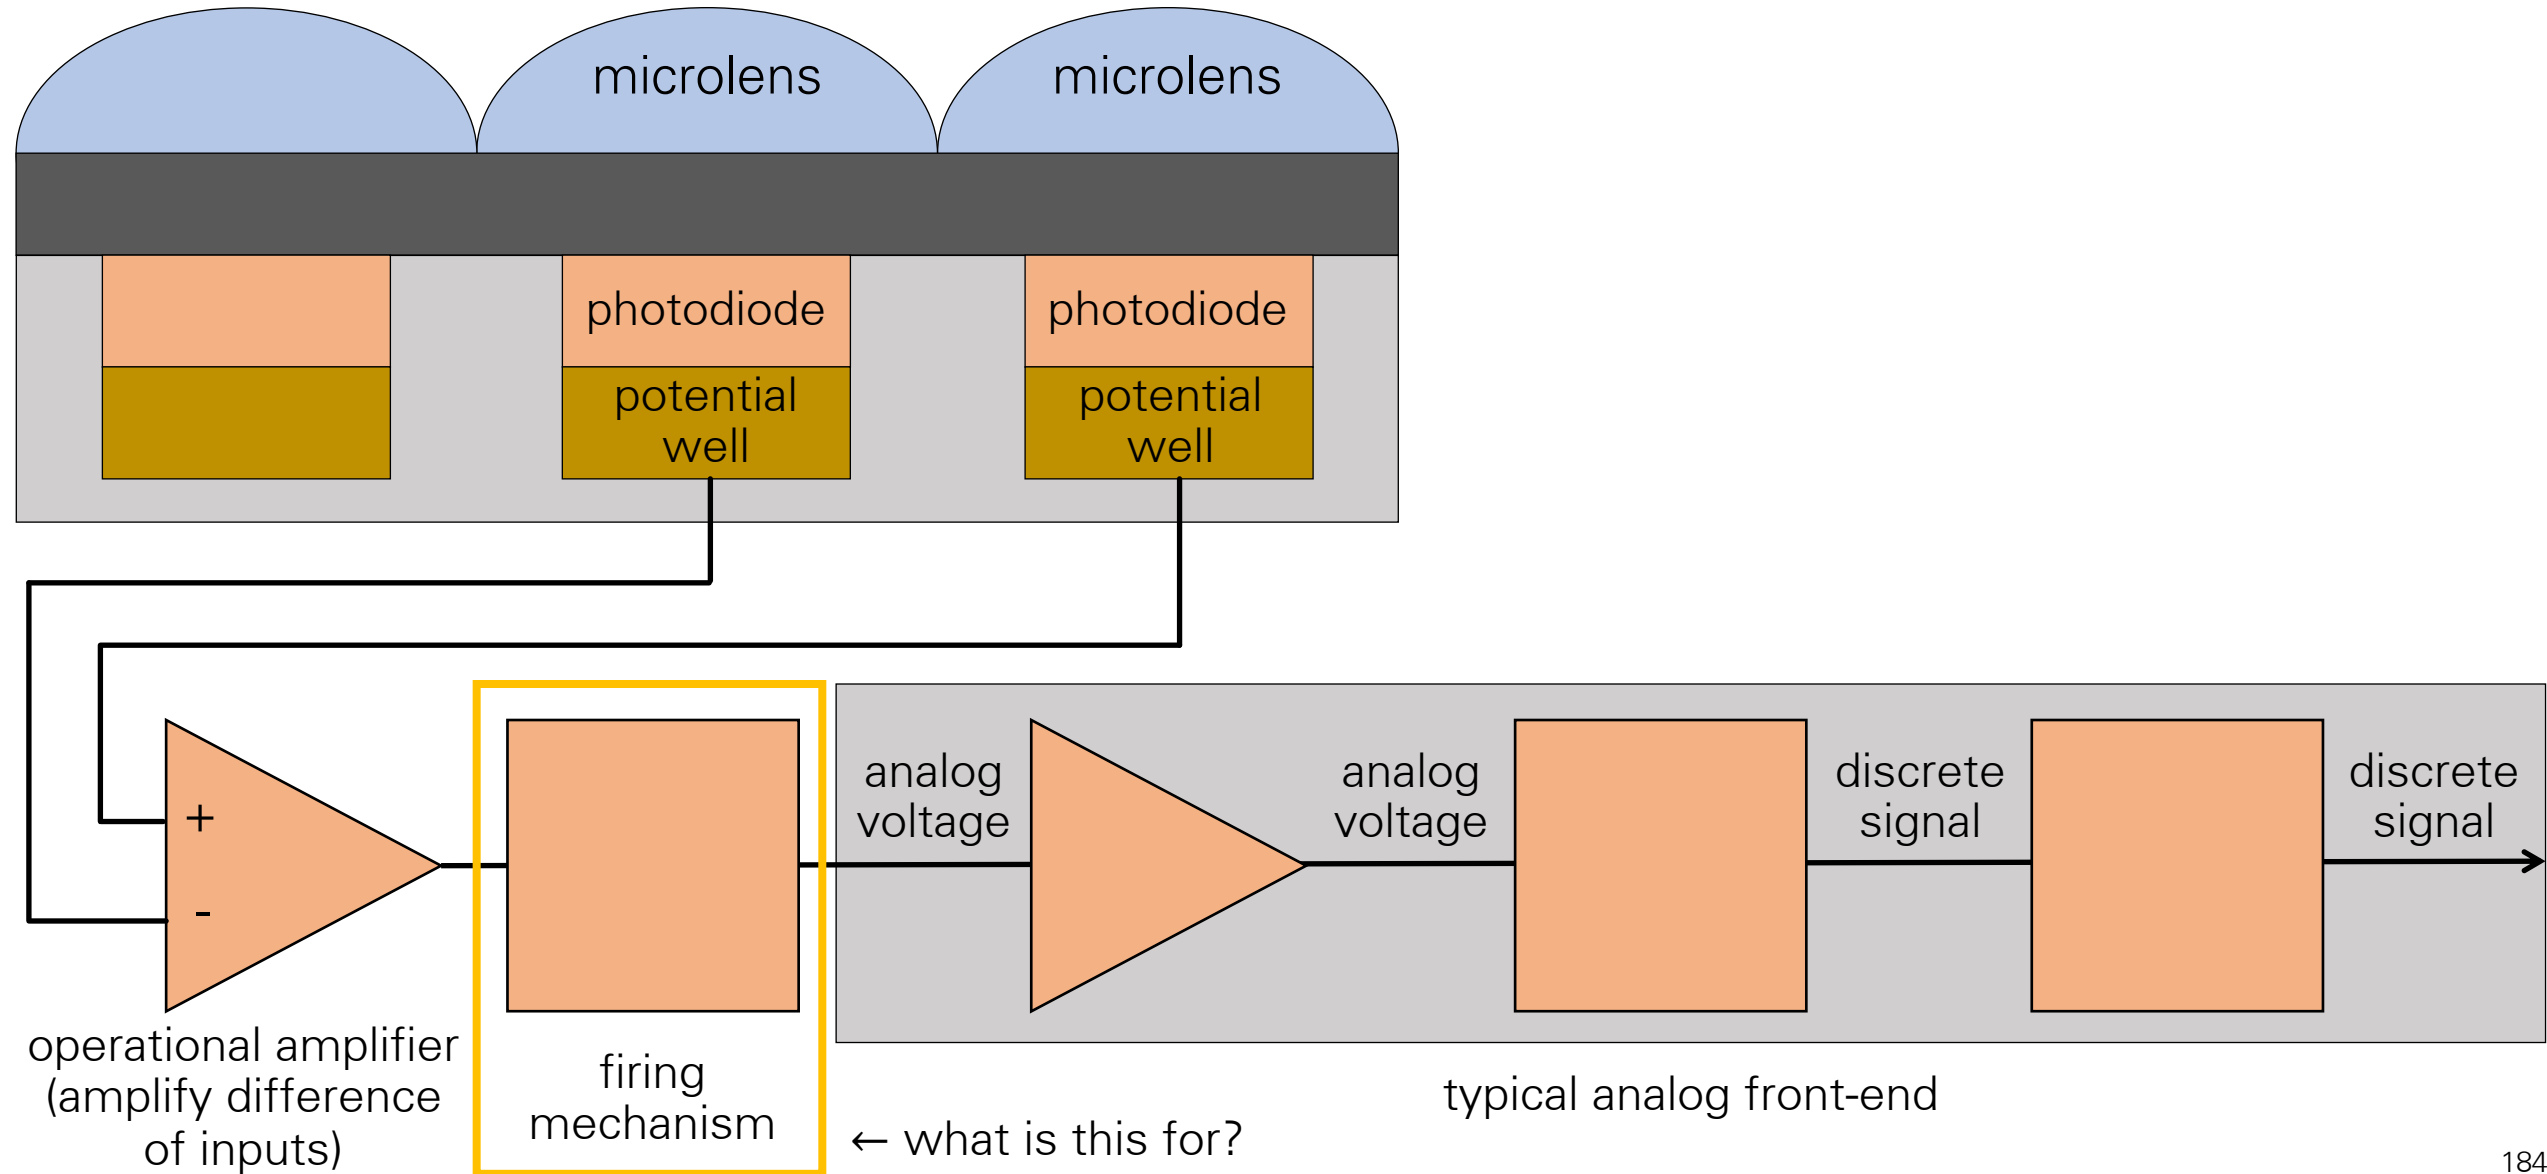 microlens
microlens
photodiode
photodiode
potential
well
potential
well
+
-
analog
voltage
analog
voltage
discrete
signal
discrete
signal
operational amplifier
(amplify difference
of inputs)
firing
mechanism
← what is this for?
typical analog front-end
184